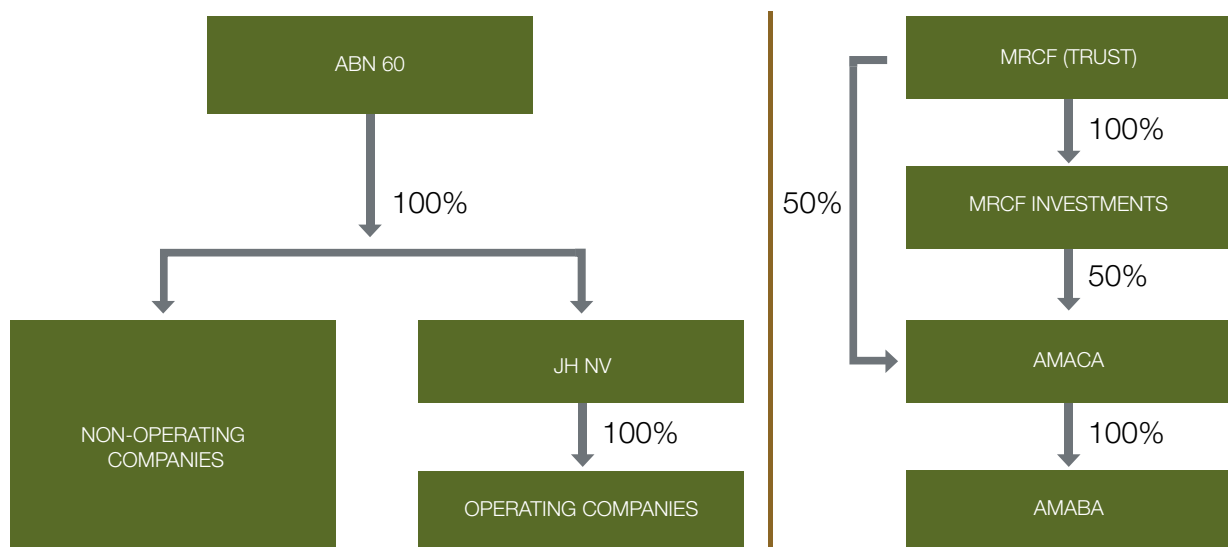 ABN 60
100%
NON-OPERATING
COMPANIES
JH NV
100%
OPERATING COMPANIES
MRCF (TRUST)
100%
50%
MRCF INVESTMENTS
50%
AMACA
100%
AMABA